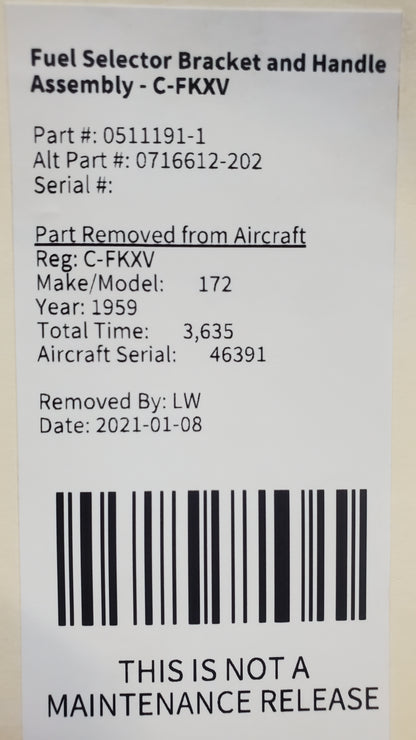 Fuel Selector Bracket and Handle
Assembly - C-FKXV
Part #: 0511191-1
Alt Part #: 0716612-202
Serial #:
Part Removed from Aircraft
Reg: C-FKXV
Make/Model: 172
Year: 1959
Total Time: 3,635
Aircraft Serial: 46391
Removed By: LW
Date: 2021-01-08
THIS IS NOT A
MAINTENANCE RELEASE